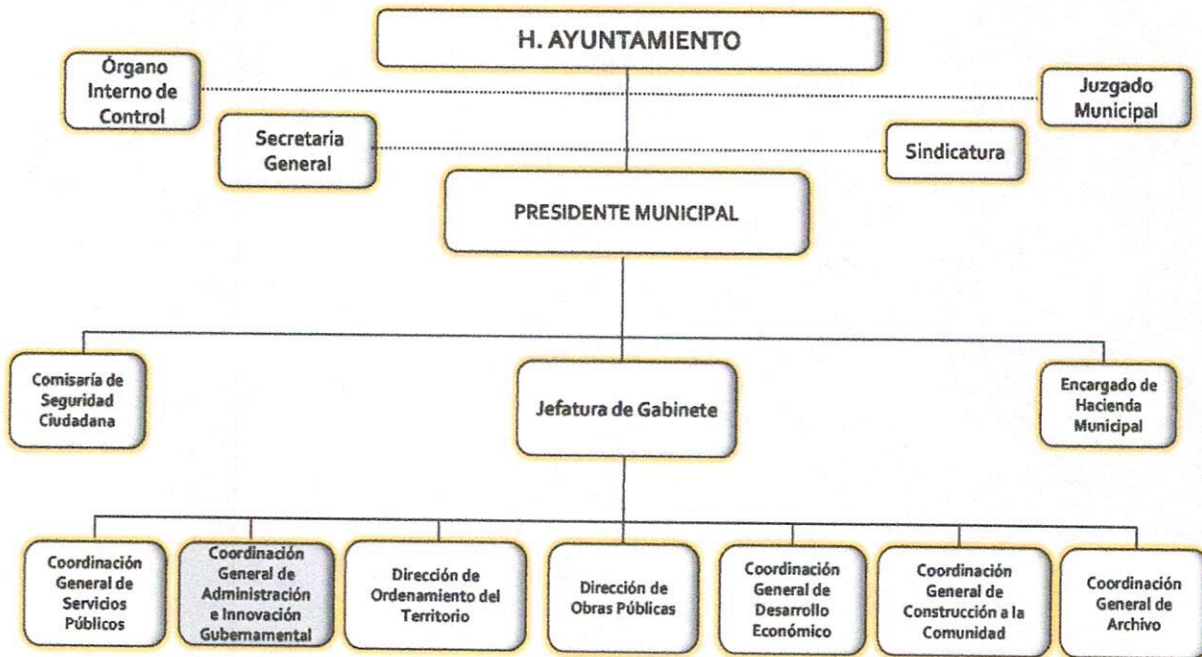 H. AYUNTAMIENTO
Órgano
Interno de
Control
Juzgado
Municipal
Secretaria
General
Sindicatura
PRESIDENTE MUNICIPAL
Comisaría de
Seguridad
Ciudadana
Jefatura de Gabinete
Encargado de
Hacienda
Municipal
Coordinación
General de
Servicios
Públicos
Coordinación
General de
Administración
e Innovación
Gubernamental
Dirección de
Ordenamiento del
Territorio
Dirección de
Obras Públicas
Coordinación
General de
Desarrollo
Económico
Coordinación
General de
Construcción a la
Comunidad
Coordinación
General de
Archivo